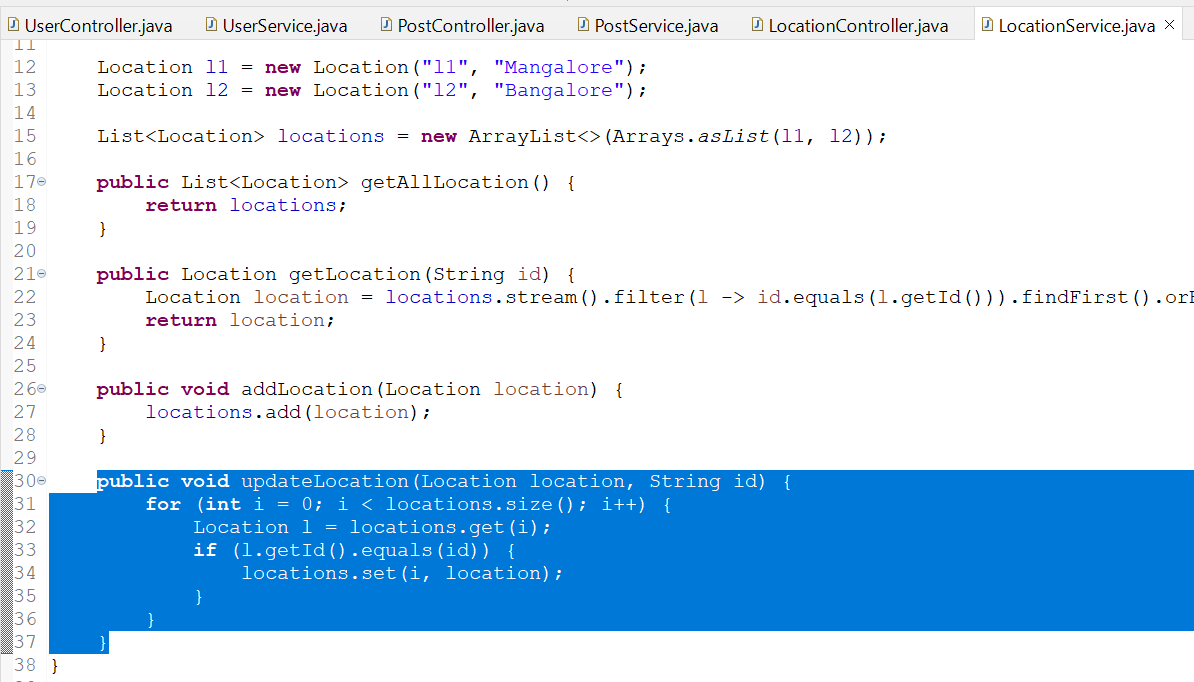 UserController.java UserService.java PostController.java PostService.java LocationController.java LocationService.java
11
12 Location l1 = new Location("l1", "Mangalore");
13 Location l2 = new Location("l2", "Bangalore");
14
15 List<Location> locations = new ArrayList<>(Arrays.asList(l1, l2));
16
17 public List<Location> getAllLocation() {
18 return locations;
19 }
20
21 public Location getLocation(String id) {
22 Location location = locations.stream().filter(l -> id.equals(l.getId())).findFirst().or
23 return location;
24 }
25
26 public void addLocation(Location location) {
27 locations.add(location);
28 }
29
30 public void updateLocation(Location location, String id) {
31 for (int i = 0; i < locations.size(); i++) {
32 Location l = locations.get(i);
33 if (l.getId().equals(id)) {
34 locations.set(i, location);
35 }
36 }
37 }
38 }